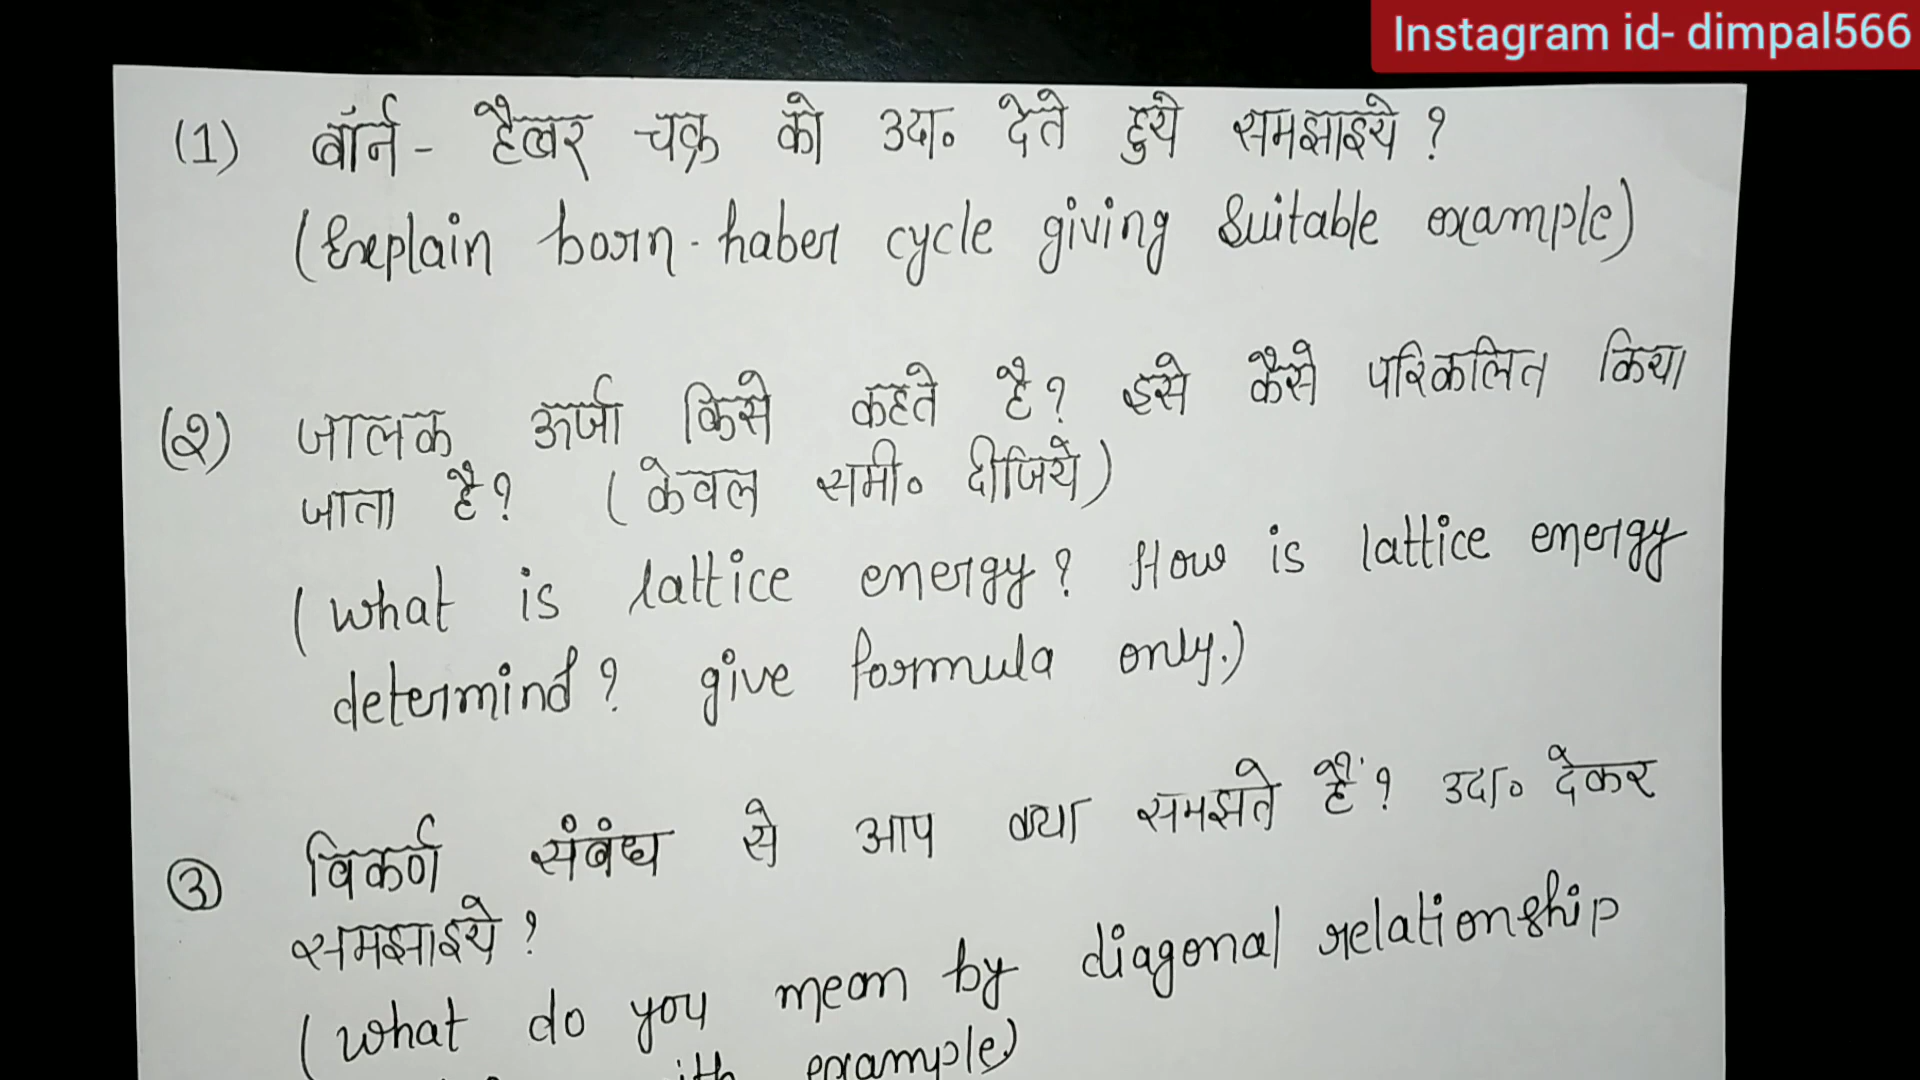 Instagram id- dimpal566
(1) बॉर्न - हैबर चक्र को उदा० देते हुये समझाइये ?
(Explain born-haber cycle giving Suitable example)
(2) जालक ऊर्जा किसे कहते है? इसे कैसे परिकलित किया
जाता है? (केवल समी० दीजिये)
(what is lattice energy? How is lattice energy
determind? give formula only.)
③ विकर्ण संबंध से आप क्या समझते हैं? उदा० देकर
समझाइये ?
(what do you mean by diagonal relationship
with example)